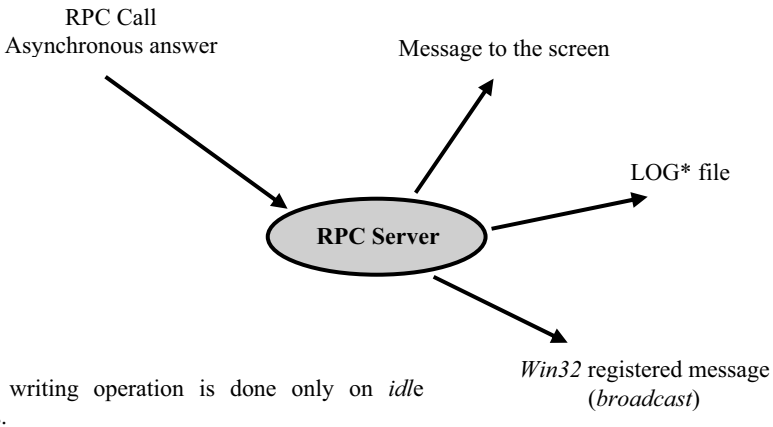 RPC Call
Asynchronous answer
Message to the screen
LOG* file
RPC Server
Win32 registered message
(broadcast)
writing operation is done only on idle